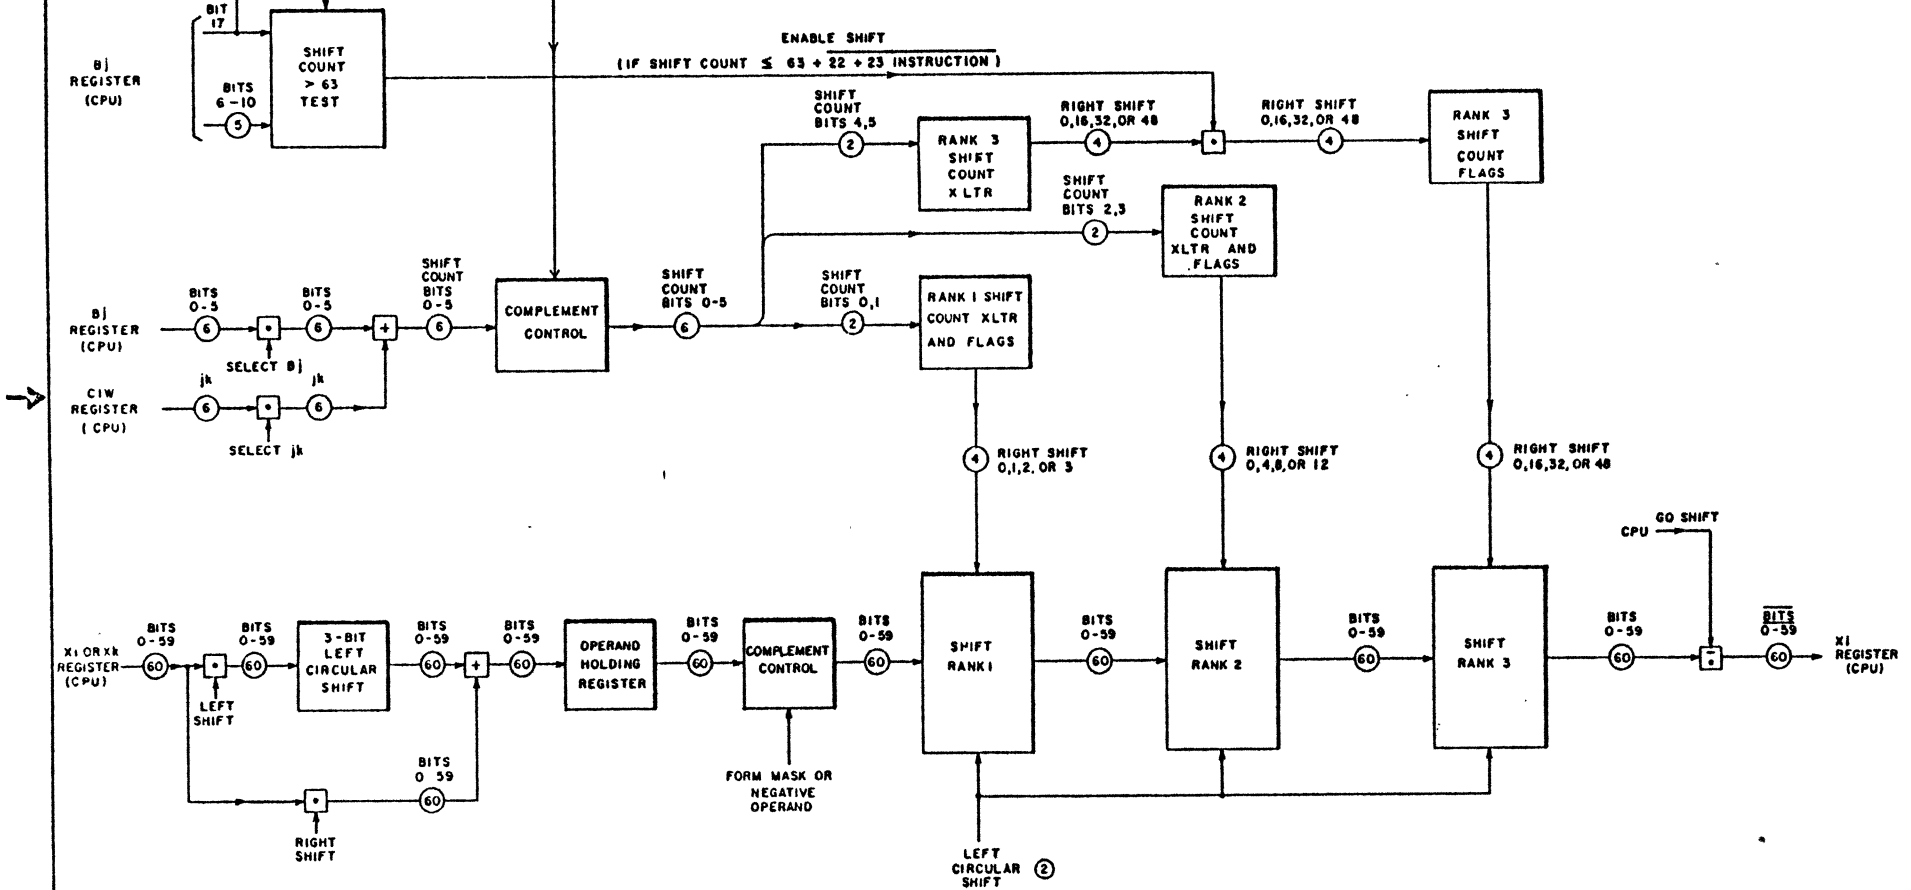 BIT
17
Bj
REGISTER
(CPU)
BITS
6-10
5
SHIFT
COUNT
> 63
TEST
ENABLE SHIFT
(IF SHIFT COUNT ≤ 63 + 22 + 23 INSTRUCTION)
SHIFT
COUNT
BITS 4,5
2
RANK 3
SHIFT
COUNT
XLTR
RIGHT SHIFT
0,16,32,OR 48
4
•
RIGHT SHIFT
0,16,32,OR 48
4
RANK 3
SHIFT
COUNT
FLAGS
SHIFT
COUNT
BITS 2,3
2
RANK 2
SHIFT
COUNT
XLTR AND
FLAGS
Bj
REGISTER
(CPU)
BITS
0-5
6
•
SELECT Bj
BITS
0-5
6
+
SHIFT
COUNT
BITS
0-5
6
COMPLEMENT
CONTROL
SHIFT
COUNT
BITS 0-5
6
SHIFT
COUNT
BITS 0,1
2
RANK 1 SHIFT
COUNT XLTR
AND FLAGS
CIW
REGISTER
(CPU)
jk
6
•
SELECT jk
jk
6
4
RIGHT SHIFT
0,1,2,OR 3
4
RIGHT SHIFT
0,4,8,OR 12
4
RIGHT SHIFT
0,16,32,OR 48
CPU
GO SHIFT
Xi OR Xk
REGISTER
(CPU)
BITS
0-59
60
•
LEFT
SHIFT
BITS
0-59
60
3-BIT
LEFT
CIRCULAR
SHIFT
BITS
0-59
60
+
BITS
0-59
60
OPERAND
HOLDING
REGISTER
BITS
0-59
60
COMPLEMENT
CONTROL
BITS
0-59
60
SHIFT
RANK 1
BITS
0-59
60
SHIFT
RANK 2
BITS
0-59
60
SHIFT
RANK 3
BITS
0-59
60
BITS
0-59
60
Xi
REGISTER
(CPU)
•
RIGHT
SHIFT
BITS
0 59
60
FORM MASK OR
NEGATIVE
OPERAND
LEFT
CIRCULAR
SHIFT
2